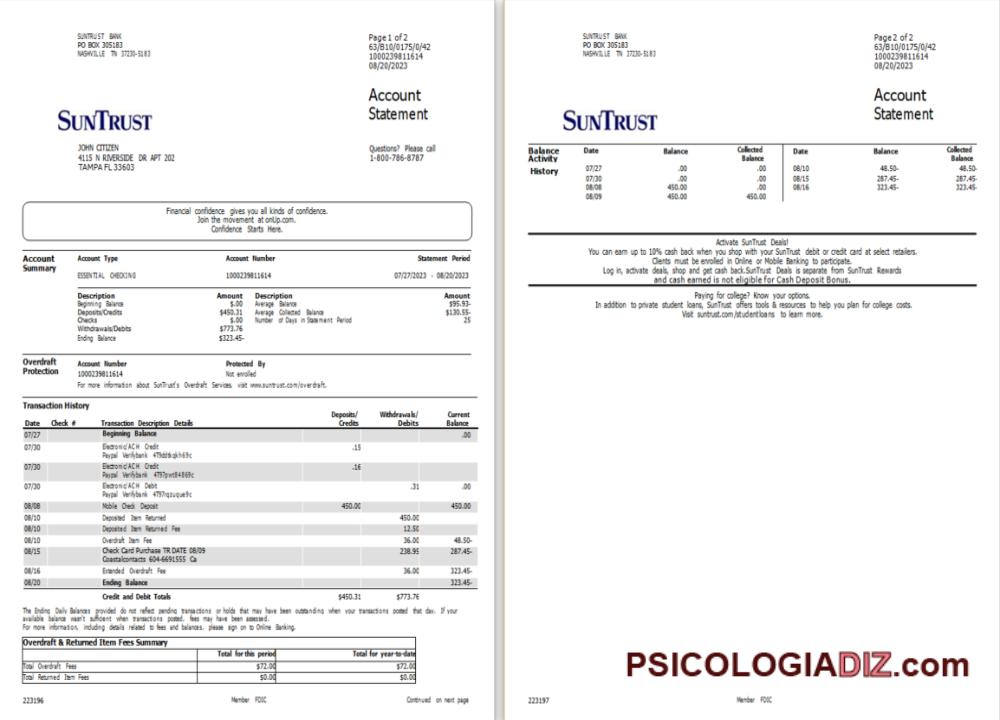 SUNTRUST BANK
PO BOX 305183
NASHVILLE TN 37230-5183
Page 1 of 2
63/B10/0175/0/42
1000239811614
08/20/2023
Account
Statement
SUNTRUST
JOHN CITIZEN
4115 N RIVERSIDE DR APT 202
TAMPA FL 33603
Questions? Please call
1-800-786-8787
Financial confidence gives you all kinds of confidence.
Join the movement at onUp.com.
Confidence Starts Here.
Account Summary
Account Type Account Number Statement Period
ESSENTIAL CHECKING 1000239811614 07/27/2023 - 08/20/2023
Description Amount Description Amount
Beginning Balance $.00 Average Balance $95.93-
Deposits/Credits $450.31 Average Collected Balance $130.55-
Checks $.00 Number of Days in Statement Period 25
Withdrawals/Debits $773.76
Ending Balance $323.45-
Overdraft Protection
Account Number Protected By
1000239811614 Not enrolled
For more information about SunTrust's Overdraft Services, visit www.suntrust.com/overdraft.
Transaction History
Date Check # Transaction Description Details Deposits/ Credits Withdrawals/ Debits Current Balance
07/27 Beginning Balance .00
07/30 Electronic/ACH Credit .15
Paypal Verifybank
07/30 Electronic/ACH Credit .16
Paypal Verifybank
07/30 Electronic/ACH Debit .31 .00
Paypal Verifybank
08/08 Mobile Check Deposit 450.00 450.00
08/10 Deposited Item Returned 450.00
08/10 Deposited Item Returned Fee 12.50
08/10 Overdraft Item Fee 36.00 48.50-
08/15 Check Card Purchase TR DATE 08/09 238.95 287.45-
Coastalcontacts 604-6691555 Ca
08/16 Extended Overdraft Fee 36.00 323.45-
08/20 Ending Balance 323.45-
Credit and Debit Totals $450.31 $773.76
The Ending Daily Balances provided do not reflect pending transactions or holds that may have been outstanding when your transactions posted that day. If your
available balance wasn't sufficient when transactions posted, fees may have been assessed.
For more information, including details related to fees and balances, please sign on to Online Banking.
Overdraft & Returned Item Fees Summary
Total for this period Total for year-to-date
Total Overdraft Fees $72.00 $72.00
Total Returned Item Fees $0.00 $0.00
223196 Member FDIC Continued on next page
SUNTRUST BANK
PO BOX 305183
NASHVILLE TN 37230-5183
Page 2 of 2
63/B10/0175/0/42
1000239811614
08/20/2023
Account
Statement
SUNTRUST
Balance Activity History
Date Balance Collected Balance Date Balance Collected Balance
07/27 .00 .00 08/10 48.50- 48.50-
07/30 .00 .00 08/15 287.45- 287.45-
08/08 450.00 .00 08/16 323.45- 323.45-
08/09 450.00 450.00
Activate SunTrust Deals!
You can earn up to 10% cash back when you shop with your SunTrust debit or credit card at select retailers.
Clients must be enrolled in Online or Mobile Banking to participate.
Log in, activate deals, shop and get cash back.SunTrust Deals is separate from SunTrust Rewards
and cash earned is not eligible for Cash Deposit Bonus.
Paying for college? Know your options.
In addition to private student loans, SunTrust offers tools & resources to help you plan for college costs.
Visit suntrust.com/studentloans to learn more.
PSICOLOGIADIZ.com
223197 Member FDIC